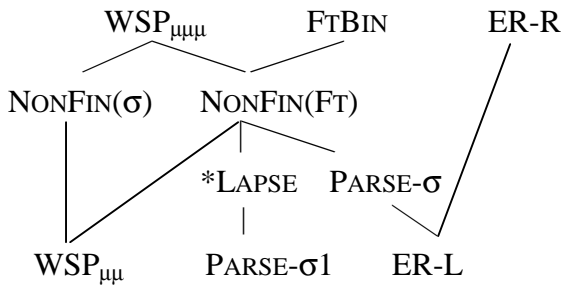 WSPμμμ FTBIN ER-R
NONFIN(σ) NONFIN(FT)
*LAPSE PARSE-σ
WSPμμ PARSE-σ1 ER-L